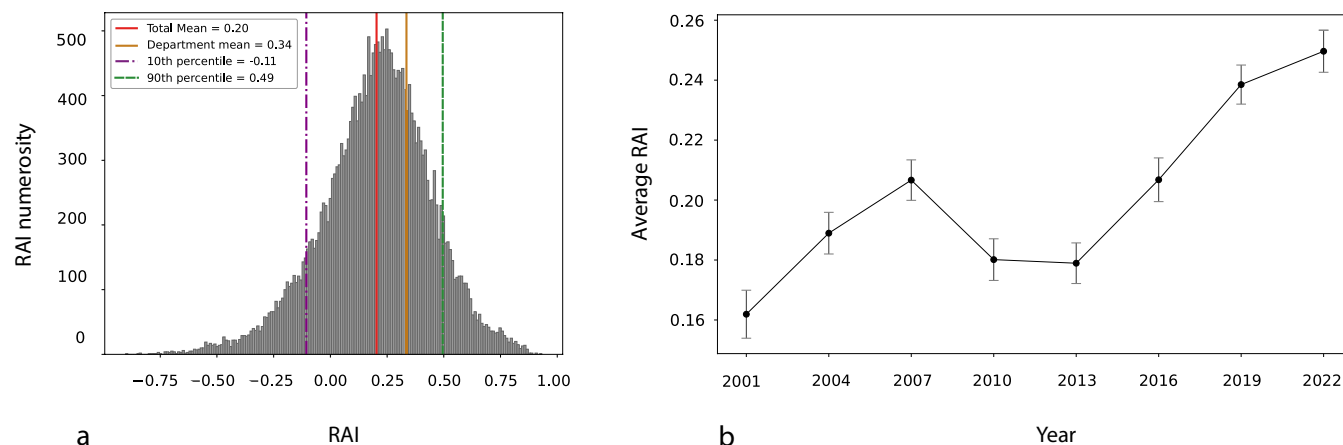 Total Mean = 0.20
Department mean = 0.34
10th percentile = -0.11
90th percentile = 0.49
RAI numerosity
500
400
300
200
100
0
−0.75 −0.50 −0.25 0.00 0.25 0.50 0.75 1.00
a RAI
Average RAI
0.26
0.24
0.22
0.20
0.18
0.16
2001 2004 2007 2010 2013 2016 2019 2022
b Year